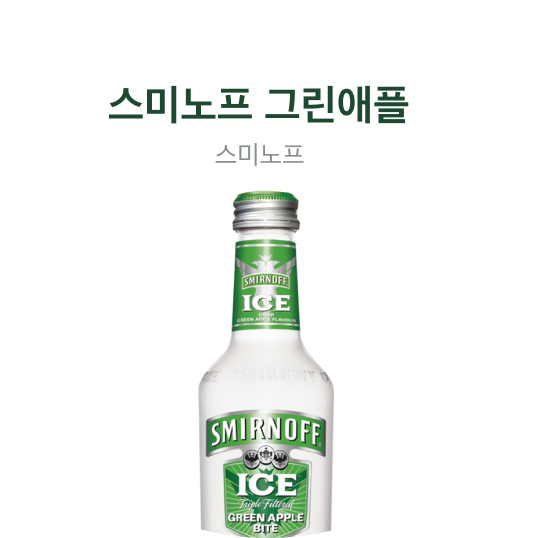 스미노프 그린애플
스미노프
SMIRNOFF
ICE
GREEN APPLE FLAVOUR
SMIRNOFF
ICE
Triple Filtered
GREEN APPLE
BITE